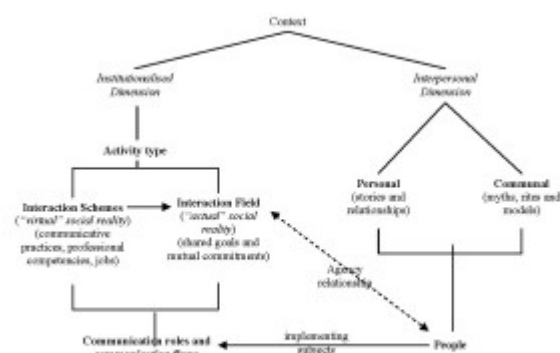 Context
Institutionalised
Dimension
Interpersonal
Dimension
Activity type
Interaction Schemes
("virtual" social reality)
(communicative
practices, professional
competencies, jobs)
Interaction Field
("actual" social
reality)
(shared goals and
mutual commitments)
Personal
(stories and
relationships)
Communal
(myths, rites and
models)
Agency
relationship
Communication roles and
implementing
subjects
People